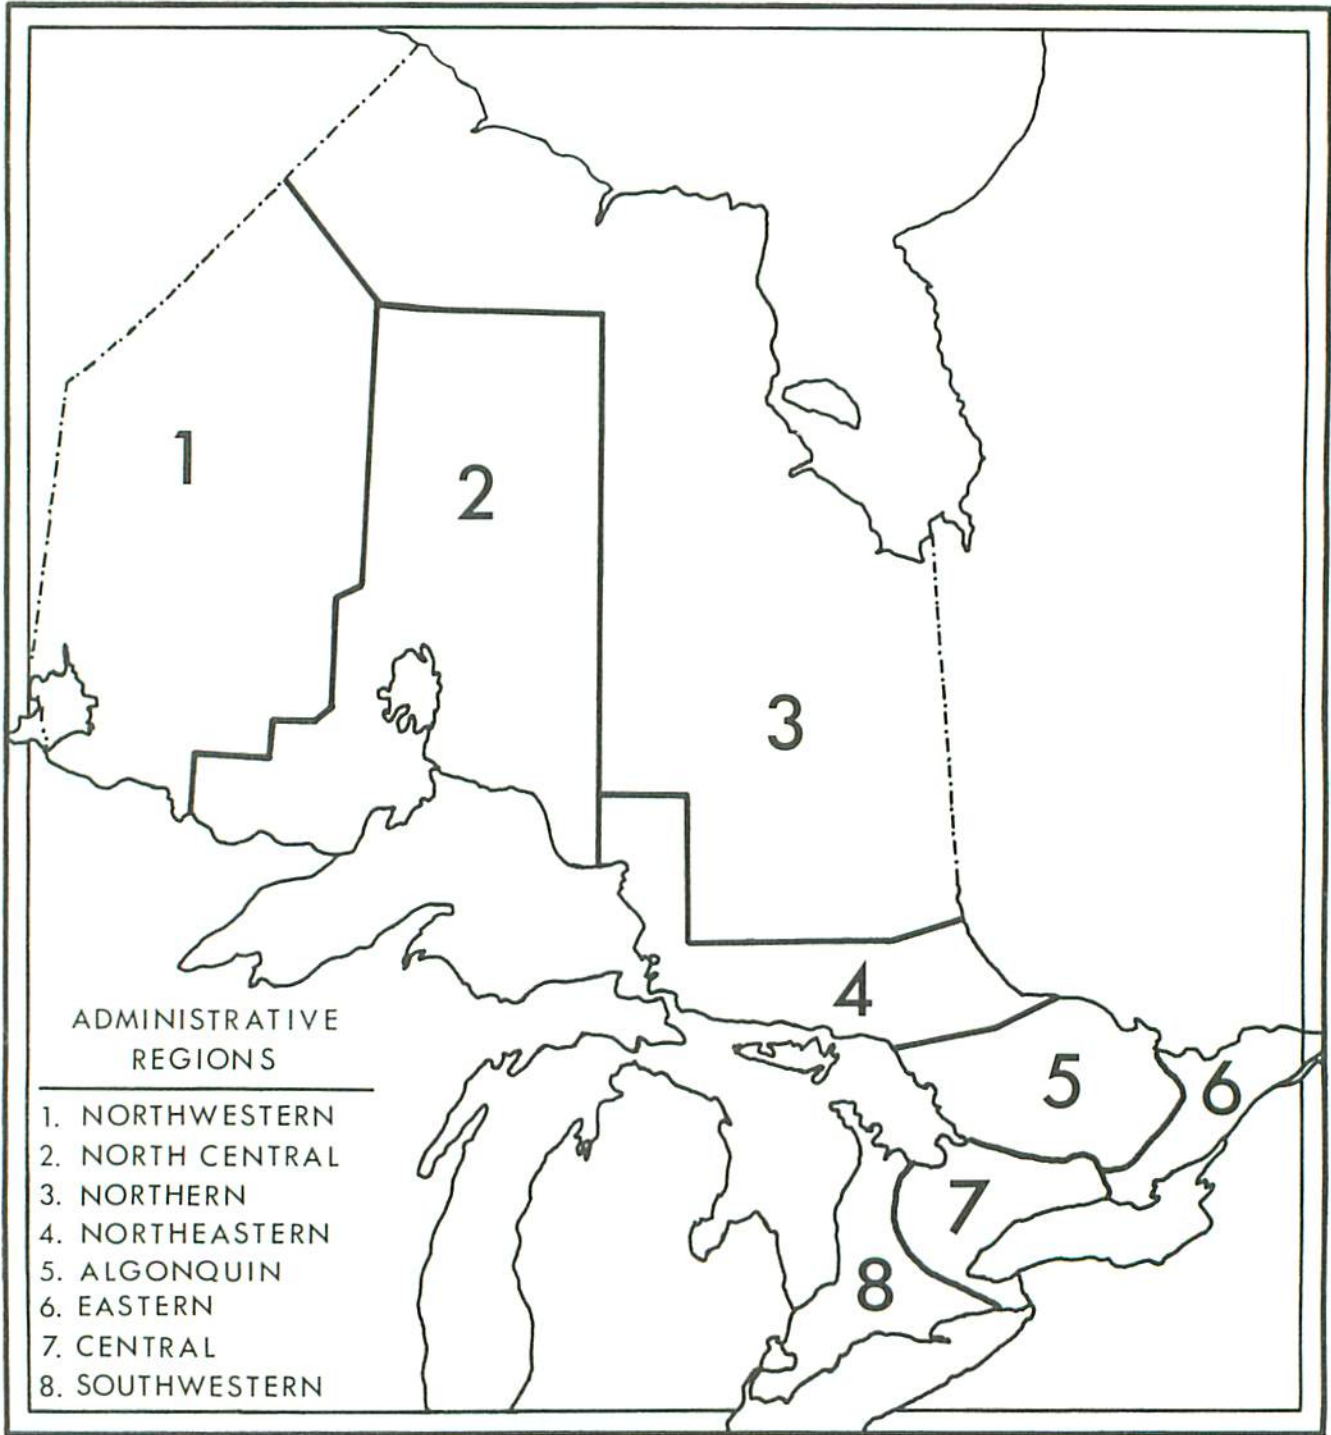 1
2
3
4
5
6
7
8
ADMINISTRATIVE
REGIONS
1. NORTHWESTERN
2. NORTH CENTRAL
3. NORTHERN
4. NORTHEASTERN
5. ALGONQUIN
6. EASTERN
7. CENTRAL
8. SOUTHWESTERN